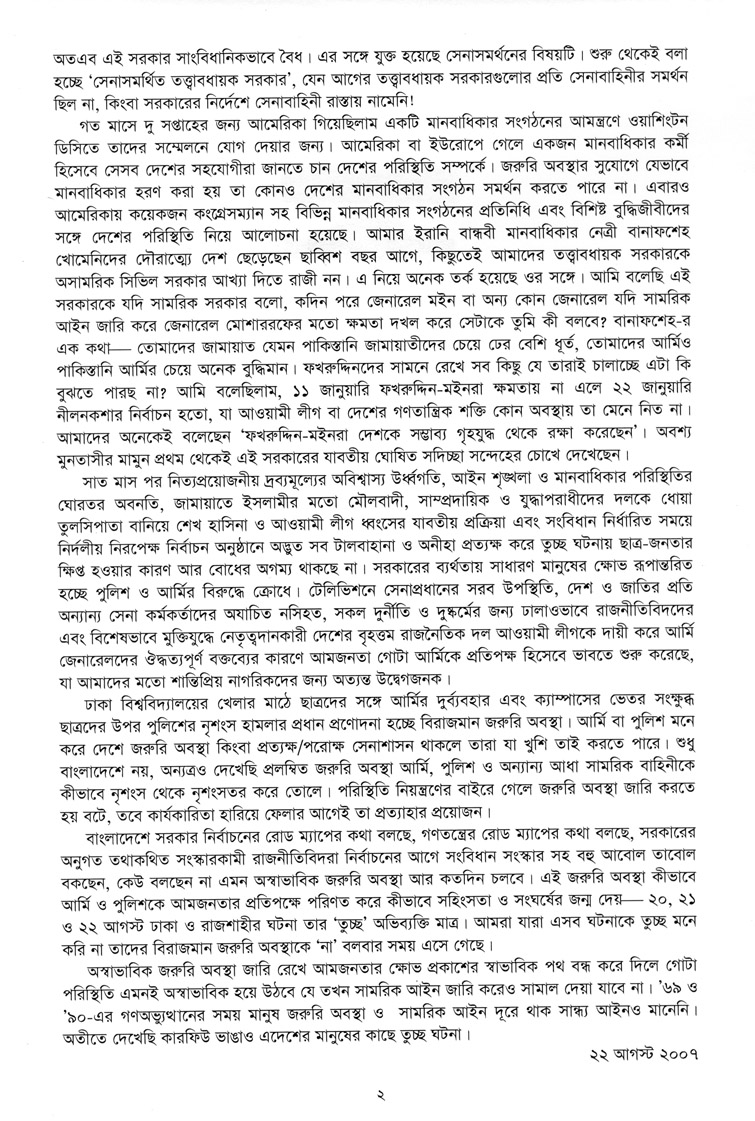 অতএব এই সরকার সাংবিধানিকভাবে বৈধ। এর সঙ্গে যুক্ত হয়েছে সেনাসমর্থনের বিষয়টি। শুরু থেকেই বলা
হচ্ছে ‘সেনাসমর্থিত তত্ত্বাবধায়ক সরকার’, যেন আগের তত্ত্বাবধায়ক সরকারগুলোর প্রতি সেনাবাহিনীর সমর্থন
ছিল না, কিংবা সরকারের নির্দেশে সেনাবাহিনী রাস্তায় নামেনি!
গত মাসে দু সপ্তাহের জন্য আমেরিকা গিয়েছিলাম একটি মানবাধিকার সংগঠনের আমন্ত্রণে ওয়াশিংটন
ডিসিতে তাদের সম্মেলনে যোগ দেয়ার জন্য। আমেরিকা বা ইউরোপে গেলে একজন মানবাধিকার কর্মী
হিসেবে সেসব দেশের সহযোগীরা জানতে চান দেশের পরিস্থিতি সম্পর্কে। জরুরি অবস্থার সুযোগে যেভাবে
মানবাধিকার হরণ করা হয় তা কোনও দেশের মানবাধিকার সংগঠন সমর্থন করতে পারে না। এবারও
আমেরিকায় কয়েকজন কংগ্রেসম্যান সহ বিভিন্ন মানবাধিকার সংগঠনের প্রতিনিধি এবং বিশিষ্ট বুদ্ধিজীবীদের
সঙ্গে দেশের পরিস্থিতি নিয়ে আলোচনা হয়েছে। আমার ইরানি বান্ধবী মানবাধিকার নেত্রী বানাফশেহ
খোমেনিদের দৌরাত্ম্যে দেশ ছেড়েছেন ছাব্বিশ বছর আগে, কিছুতেই আমাদের তত্ত্বাবধায়ক সরকারকে
অসামরিক সিভিল সরকার আখ্যা দিতে রাজী নন। এ নিয়ে অনেক তর্ক হয়েছে ওর সঙ্গে। আমি বলেছি এই
সরকারকে যদি সামরিক সরকার বলো, কদিন পরে জেনারেল মইন বা অন্য কোন জেনারেল যদি সামরিক
আইন জারি করে জেনারেল মোশাররফের মতো ক্ষমতা দখল করে সেটাকে তুমি কী বলবে? বানাফশেহ-র
এক কথা— তোমাদের জামায়াত যেমন পাকিস্তানি জামায়াতীদের চেয়ে ঢের বেশি ধূর্ত, তোমাদের আর্মিও
পাকিস্তানি আর্মির চেয়ে অনেক বুদ্ধিমান। ফখরুদ্দিনদের সামনে রেখে সব কিছু যে তারাই চালাচ্ছে এটা কি
বুঝতে পারছ না? আমি বলেছিলাম, ১১ জানুয়ারি ফখরুদ্দিন-মইনরা ক্ষমতায় না এলে ২২ জানুয়ারি
নীলনকশার নির্বাচন হতো, যা আওয়ামী লীগ বা দেশের গণতান্ত্রিক শক্তি কোন অবস্থায় তা মেনে নিত না।
আমাদের অনেকেই বলেছেন ‘ফখরুদ্দিন-মইনরা দেশকে সম্ভাব্য গৃহযুদ্ধ থেকে রক্ষা করেছেন’। অবশ্য
মুনতাসীর মামুন প্রথম থেকেই এই সরকারের যাবতীয় ঘোষিত সদিচ্ছা সন্দেহের চোখে দেখেছেন।
সাত মাস পর নিত্যপ্রয়োজনীয় দ্রব্যমূল্যের অবিশ্বাস্য উর্ধ্বগতি, আইন শৃঙ্খলা ও মানবাধিকার পরিস্থিতির
ঘোরতর অবনতি, জামায়াতে ইসলামীর মতো মৌলবাদী, সাম্প্রদায়িক ও যুদ্ধাপরাধীদের দলকে ধোয়া
তুলসিপাতা বানিয়ে শেখ হাসিনা ও আওয়ামী লীগ ধ্বংসের যাবতীয় প্রক্রিয়া এবং সংবিধান নির্ধারিত সময়ে
নির্দলীয় নিরপেক্ষ নির্বাচন অনুষ্ঠানে অদ্ভুত সব টালবাহানা ও অনীহা প্রত্যক্ষ করে তুচ্ছ ঘটনায় ছাত্র-জনতার
ক্ষিপ্ত হওয়ার কারণ আর বোধের অগম্য থাকছে না। সরকারের ব্যর্থতায় সাধারণ মানুষের ক্ষোভ রূপান্তরিত
হচ্ছে পুলিশ ও আর্মির বিরুদ্ধে ক্রোধে। টেলিভিশনে সেনাপ্রধানের সরব উপস্থিতি, দেশ ও জাতির প্রতি
অন্যান্য সেনা কর্মকর্তাদের অযাচিত নসিহত, সকল দুর্নীতি ও দুষ্কর্মের জন্য ঢালাওভাবে রাজনীতিবিদদের
এবং বিশেষভাবে মুক্তিযুদ্ধে নেতৃত্বদানকারী দেশের বৃহত্তম রাজনৈতিক দল আওয়ামী লীগকে দায়ী করে আর্মি
জেনারেলদের ঔদ্ধত্যপূর্ণ বক্তব্যের কারণে আমজনতা গোটা আর্মিকে প্রতিপক্ষ হিসেবে ভাবতে শুরু করেছে,
যা আমাদের মতো শান্তিপ্রিয় নাগরিকদের জন্য অত্যন্ত উদ্বেগজনক।
ঢাকা বিশ্ববিদ্যালয়ের খেলার মাঠে ছাত্রদের সঙ্গে আর্মির দুর্ব্যবহার এবং ক্যাম্পাসের ভেতর সংক্ষুব্ধ
ছাত্রদের উপর পুলিশের নৃশংস হামলার প্রধান প্রণোদনা হচ্ছে বিরাজমান জরুরি অবস্থা। আর্মি বা পুলিশ মনে
করে দেশে জরুরি অবস্থা কিংবা প্রত্যক্ষ/পরোক্ষ সেনাশাসন থাকলে তারা যা খুশি তাই করতে পারে। শুধু
বাংলাদেশে নয়, অন্যত্রও দেখেছি প্রলম্বিত জরুরি অবস্থা আর্মি, পুলিশ ও অন্যান্য আধা সামরিক বাহিনীকে
কীভাবে নৃশংস থেকে নৃশংসতর করে তোলে। পরিস্থিতি নিয়ন্ত্রণের বাইরে গেলে জরুরি অবস্থা জারি করতে
হয় বটে, তবে কার্যকারিতা হারিয়ে ফেলার আগেই তা প্রত্যাহার প্রয়োজন।
বাংলাদেশে সরকার নির্বাচনের রোড ম্যাপের কথা বলছে, গণতন্ত্রের রোড ম্যাপের কথা বলছে, সরকারের
অনুগত তথাকথিত সংস্কারকামী রাজনীতিবিদরা নির্বাচনের আগে সংবিধান সংস্কার সহ বহু আবোল তাবোল
বকছেন, কেউ বলছেন না এমন অস্বাভাবিক জরুরি অবস্থা আর কতদিন চলবে। এই জরুরি অবস্থা কীভাবে
আর্মি ও পুলিশকে আমজনতার প্রতিপক্ষে পরিণত করে কীভাবে সহিংসতা ও সংঘর্ষের জন্ম দেয়— ২০, ২১
ও ২২ আগস্ট ঢাকা ও রাজশাহীর ঘটনা তার ‘তুচ্ছ’ অভিব্যক্তি মাত্র। আমরা যারা এসব ঘটনাকে তুচ্ছ মনে
করি না তাদের বিরাজমান জরুরি অবস্থাকে ‘না’ বলবার সময় এসে গেছে।
অস্বাভাবিক জরুরি অবস্থা জারি রেখে আমজনতার ক্ষোভ প্রকাশের স্বাভাবিক পথ বন্ধ করে দিলে গোটা
পরিস্থিতি এমনই অস্বাভাবিক হয়ে উঠবে যে তখন সামরিক আইন জারি করেও সামাল দেয়া যাবে না। ’৬৯ ও
’৯০-এর গণঅভ্যুত্থানের সময় মানুষ জরুরি অবস্থা ও সামরিক আইন দূরে থাক সান্ধ্য আইনও মানেনি।
অতীতে দেখেছি কারফিউ ভাঙাও এদেশের মানুষের কাছে তুচ্ছ ঘটনা।
২২ আগস্ট ২০০৭
২